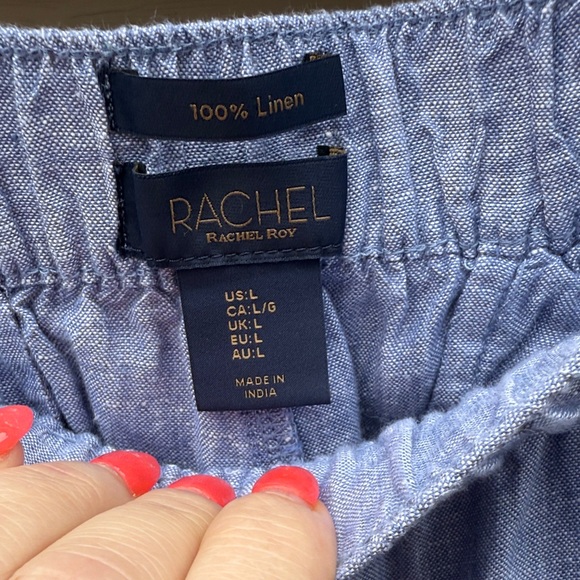 100% Linen
RACHEL
RACHEL ROY
US:L
CA:L/G
UK:L
EU:L
AU:L
MADE IN
INDIA